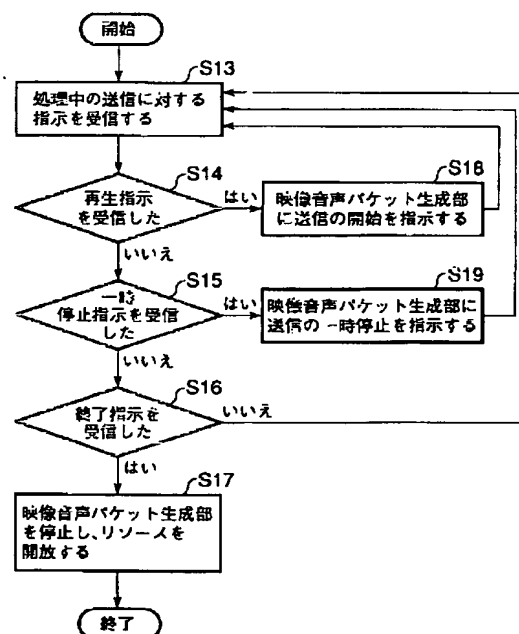 開始
S13
処理中の送信に対する
指示を受信する
S14
再生指示
を受信した
はい
いいえ
S18
映像音声パケット生成部
に送信の開始を指示する
S15
一時
停止指示を受信
した
はい
いいえ
S19
映像音声パケット生成部に
送信の一時停止を指示する
S16
終了指示を
受信した
いいえ
はい
S17
映像音声パケット生成部
を停止し、リソースを
開放する
終了